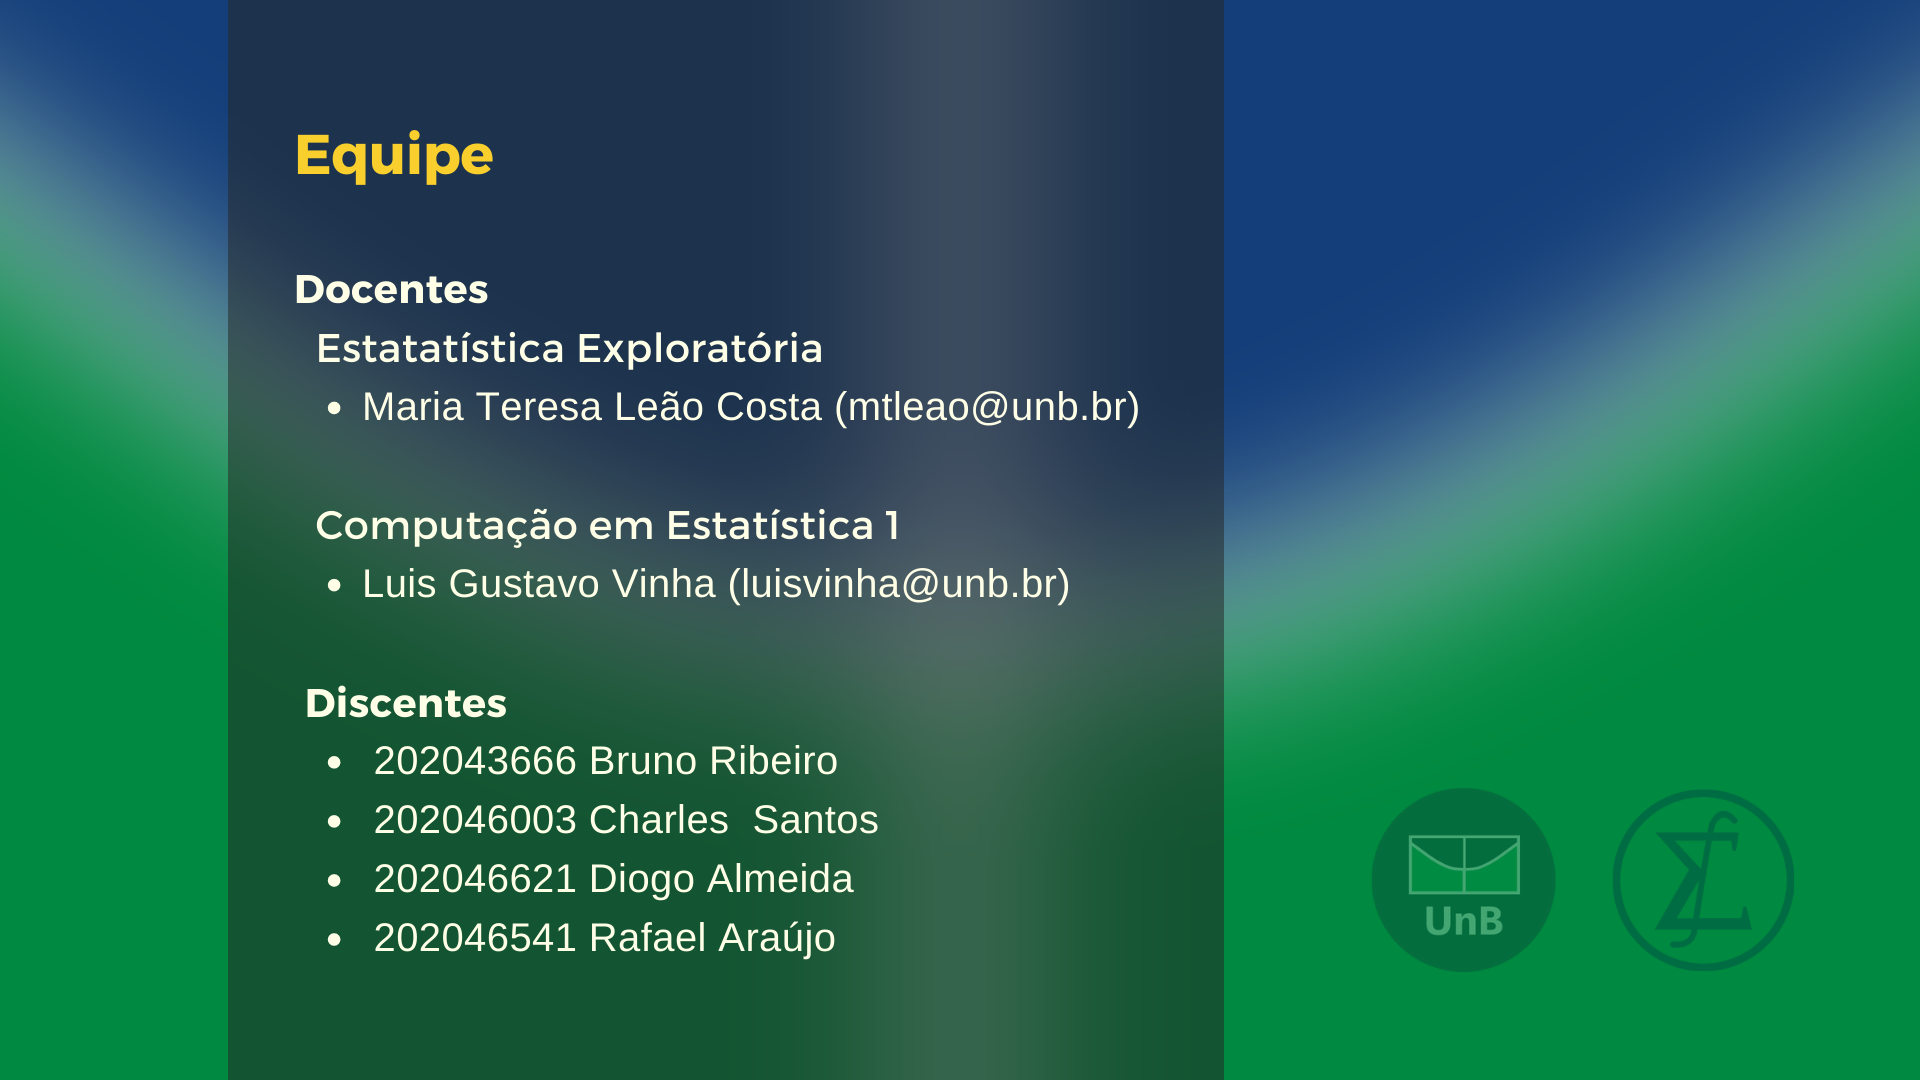 Equipe
Docentes
Estatatística Exploratória
• Maria Teresa Leão Costa (mtleao@unb.br)
Computação em Estatística 1
• Luis Gustavo Vinha (luisvinha@unb.br)
Discentes
• 202043666 Bruno Ribeiro
• 202046003 Charles  Santos
• 202046621 Diogo Almeida
• 202046541 Rafael Araújo
UnB